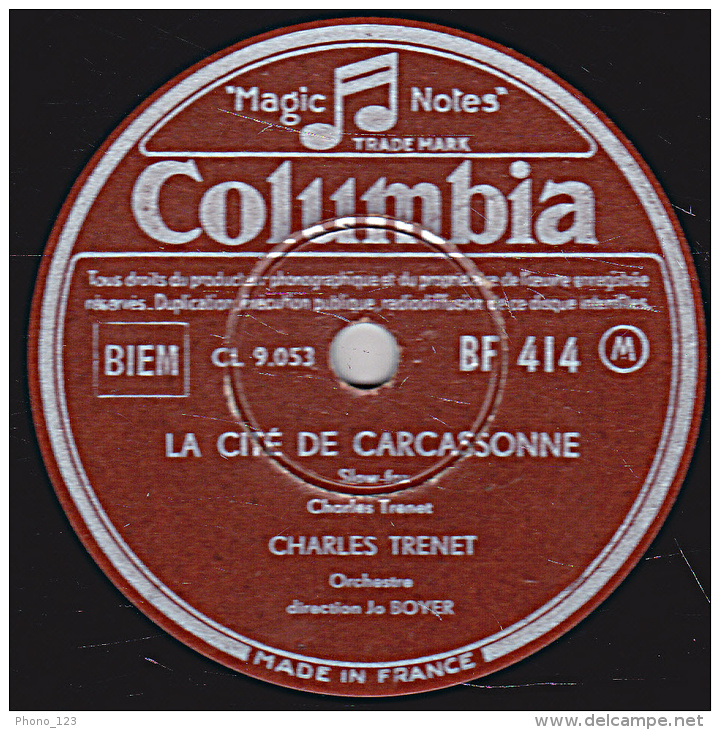 "Magic Notes"
TRADE MARK
Columbia
Tous droits du producteur phonographique et du propriétaire de l'œuvre enregistrée
réservés. Duplication exécution publique, radiodiffusion de ce disque interdites.
BIEM CL 9.053 BF 414 M
LA CITÉ DE CARCASSONNE
Slow-fox
Charles Trenet
CHARLES TRENET
Orchestre
direction Jo BOYER
MADE IN FRANCE
Phono_123
www.delcampe.net